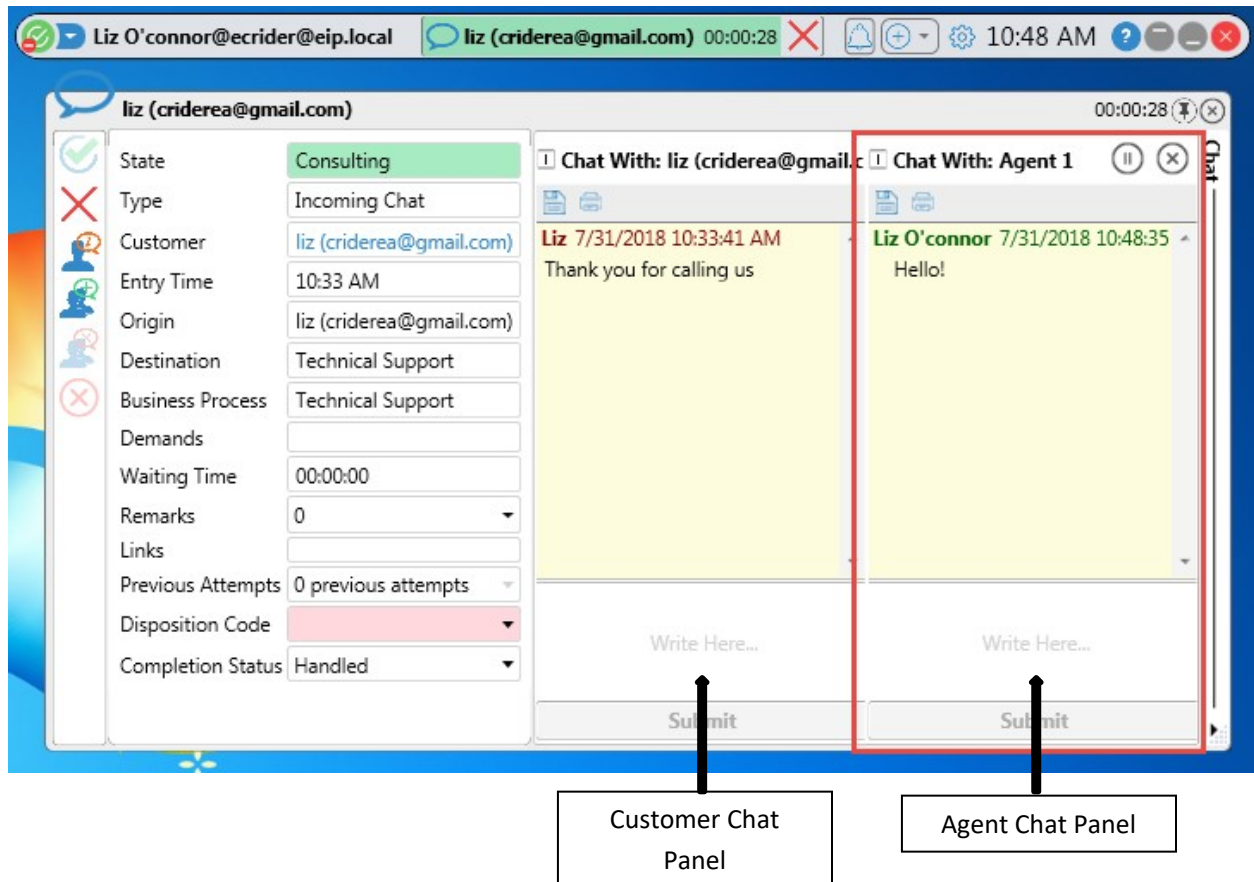 Liz O'connor@ecrider@eip.local liz (criderea@gmail.com) 00:00:28 10:48 AM
liz (criderea@gmail.com) 00:00:28
State Consulting
Type Incoming Chat
Customer liz (criderea@gmail.com)
Entry Time 10:33 AM
Origin liz (criderea@gmail.com)
Destination Technical Support
Business Process Technical Support
Demands
Waiting Time 00:00:00
Remarks 0
Links
Previous Attempts 0 previous attempts
Disposition Code
Completion Status Handled
Chat With: liz (criderea@gmail.c
Liz 7/31/2018 10:33:41 AM
Thank you for calling us
Write Here...
Submit
Chat With: Agent 1
Liz O'connor 7/31/2018 10:48:35
Hello!
Write Here...
Submit
Chat
Customer Chat
Panel
Agent Chat Panel